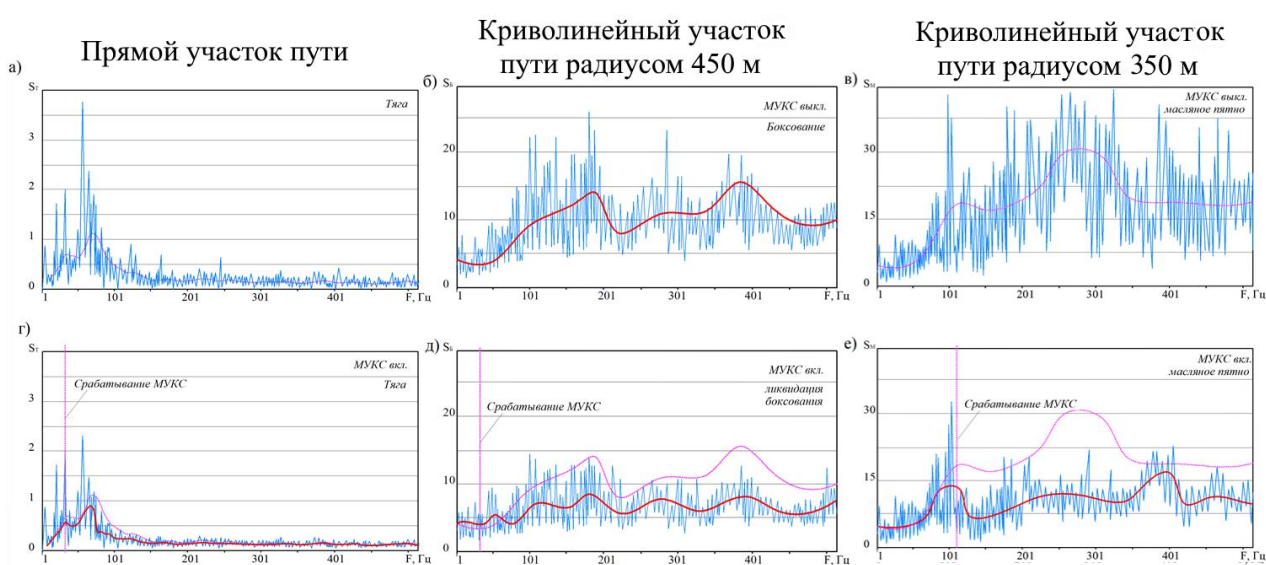 Прямой участок пути
Криволинейный участок
пути радиусом 450 м
Криволинейный участок
пути радиусом 350 м
а)
Sт
Тяга
3
2
1
0
1 101 201 301 401 F, Гц
б)
Sб
МУКС выкл.
Боксование
20
10
0
1 101 201 301 401 F, Гц
в)
Sм
МУКС выкл.
масляное пятно
30
15
0
1 101 201 301 401 F, Гц
г)
Sт
МУКС вкл.
Тяга
Срабатывание МУКС
3
2
1
0
1 101 201 301 401 F, Гц
д)
Sб
МУКС вкл.
ликвидация
боксования
Срабатывание МУКС
20
10
0
1 101 201 301 401 F, Гц
е)
Sм
МУКС вкл.
масляное пятно
Срабатывание МУКС
30
15
0
1 101 201 301 401 F, Гц